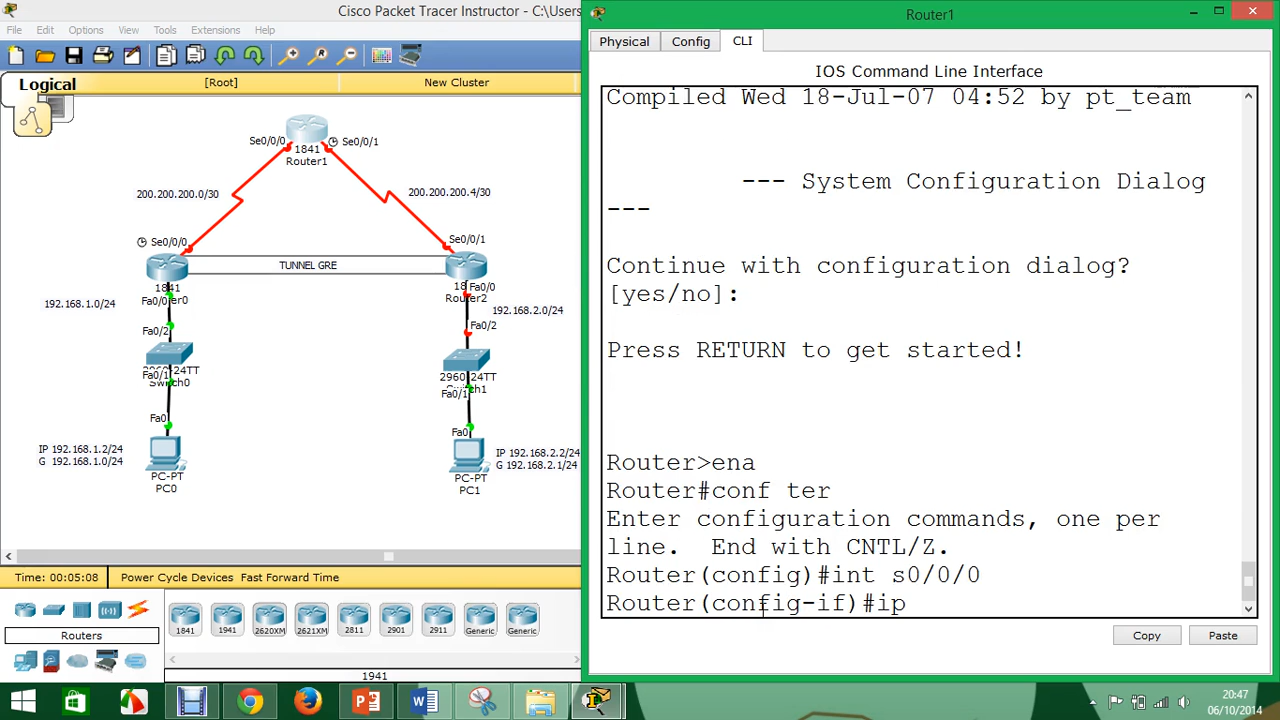 Cisco Packet Tracer Instructor - C:\Users
File Edit Options View Tools Extensions Help
Logical
[Root]
New Cluster
Se0/0/0
Se0/0/1
1841
Router1
200.200.200.0/30
200.200.200.4/30
Se0/0/0
Se0/0/1
TUNNEL GRE
1841
Fa0/0
Fa0/0
Router2
192.168.1.0/24
192.168.2.0/24
Fa0/2
Fa0/2
Fa0/1
Switch0
Switch1
Fa0/1
Fa0
Fa0
IP 192.168.1.2/24
G 192.168.1.0/24
IP 192.168.2.2/24
G 192.168.2.1/24
PC-PT
PC0
PC-PT
PC1
Time: 00:05:08 Power Cycle Devices Fast Forward Time
Routers
1841 1941 2620XM 2621XM 2811 2901 2911 Generic Generic
1941
Router1
Physical Config CLI
IOS Command Line Interface
Compiled Wed 18-Jul-07 04:52 by pt_team
--- System Configuration Dialog
---
Continue with configuration dialog?
[yes/no]:
Press RETURN to get started!
Router>ena
Router#conf ter
Enter configuration commands, one per
line. End with CNTL/Z.
Router(config)#int s0/0/0
Router(config-if)#ip
Copy Paste
20:47
06/10/2014